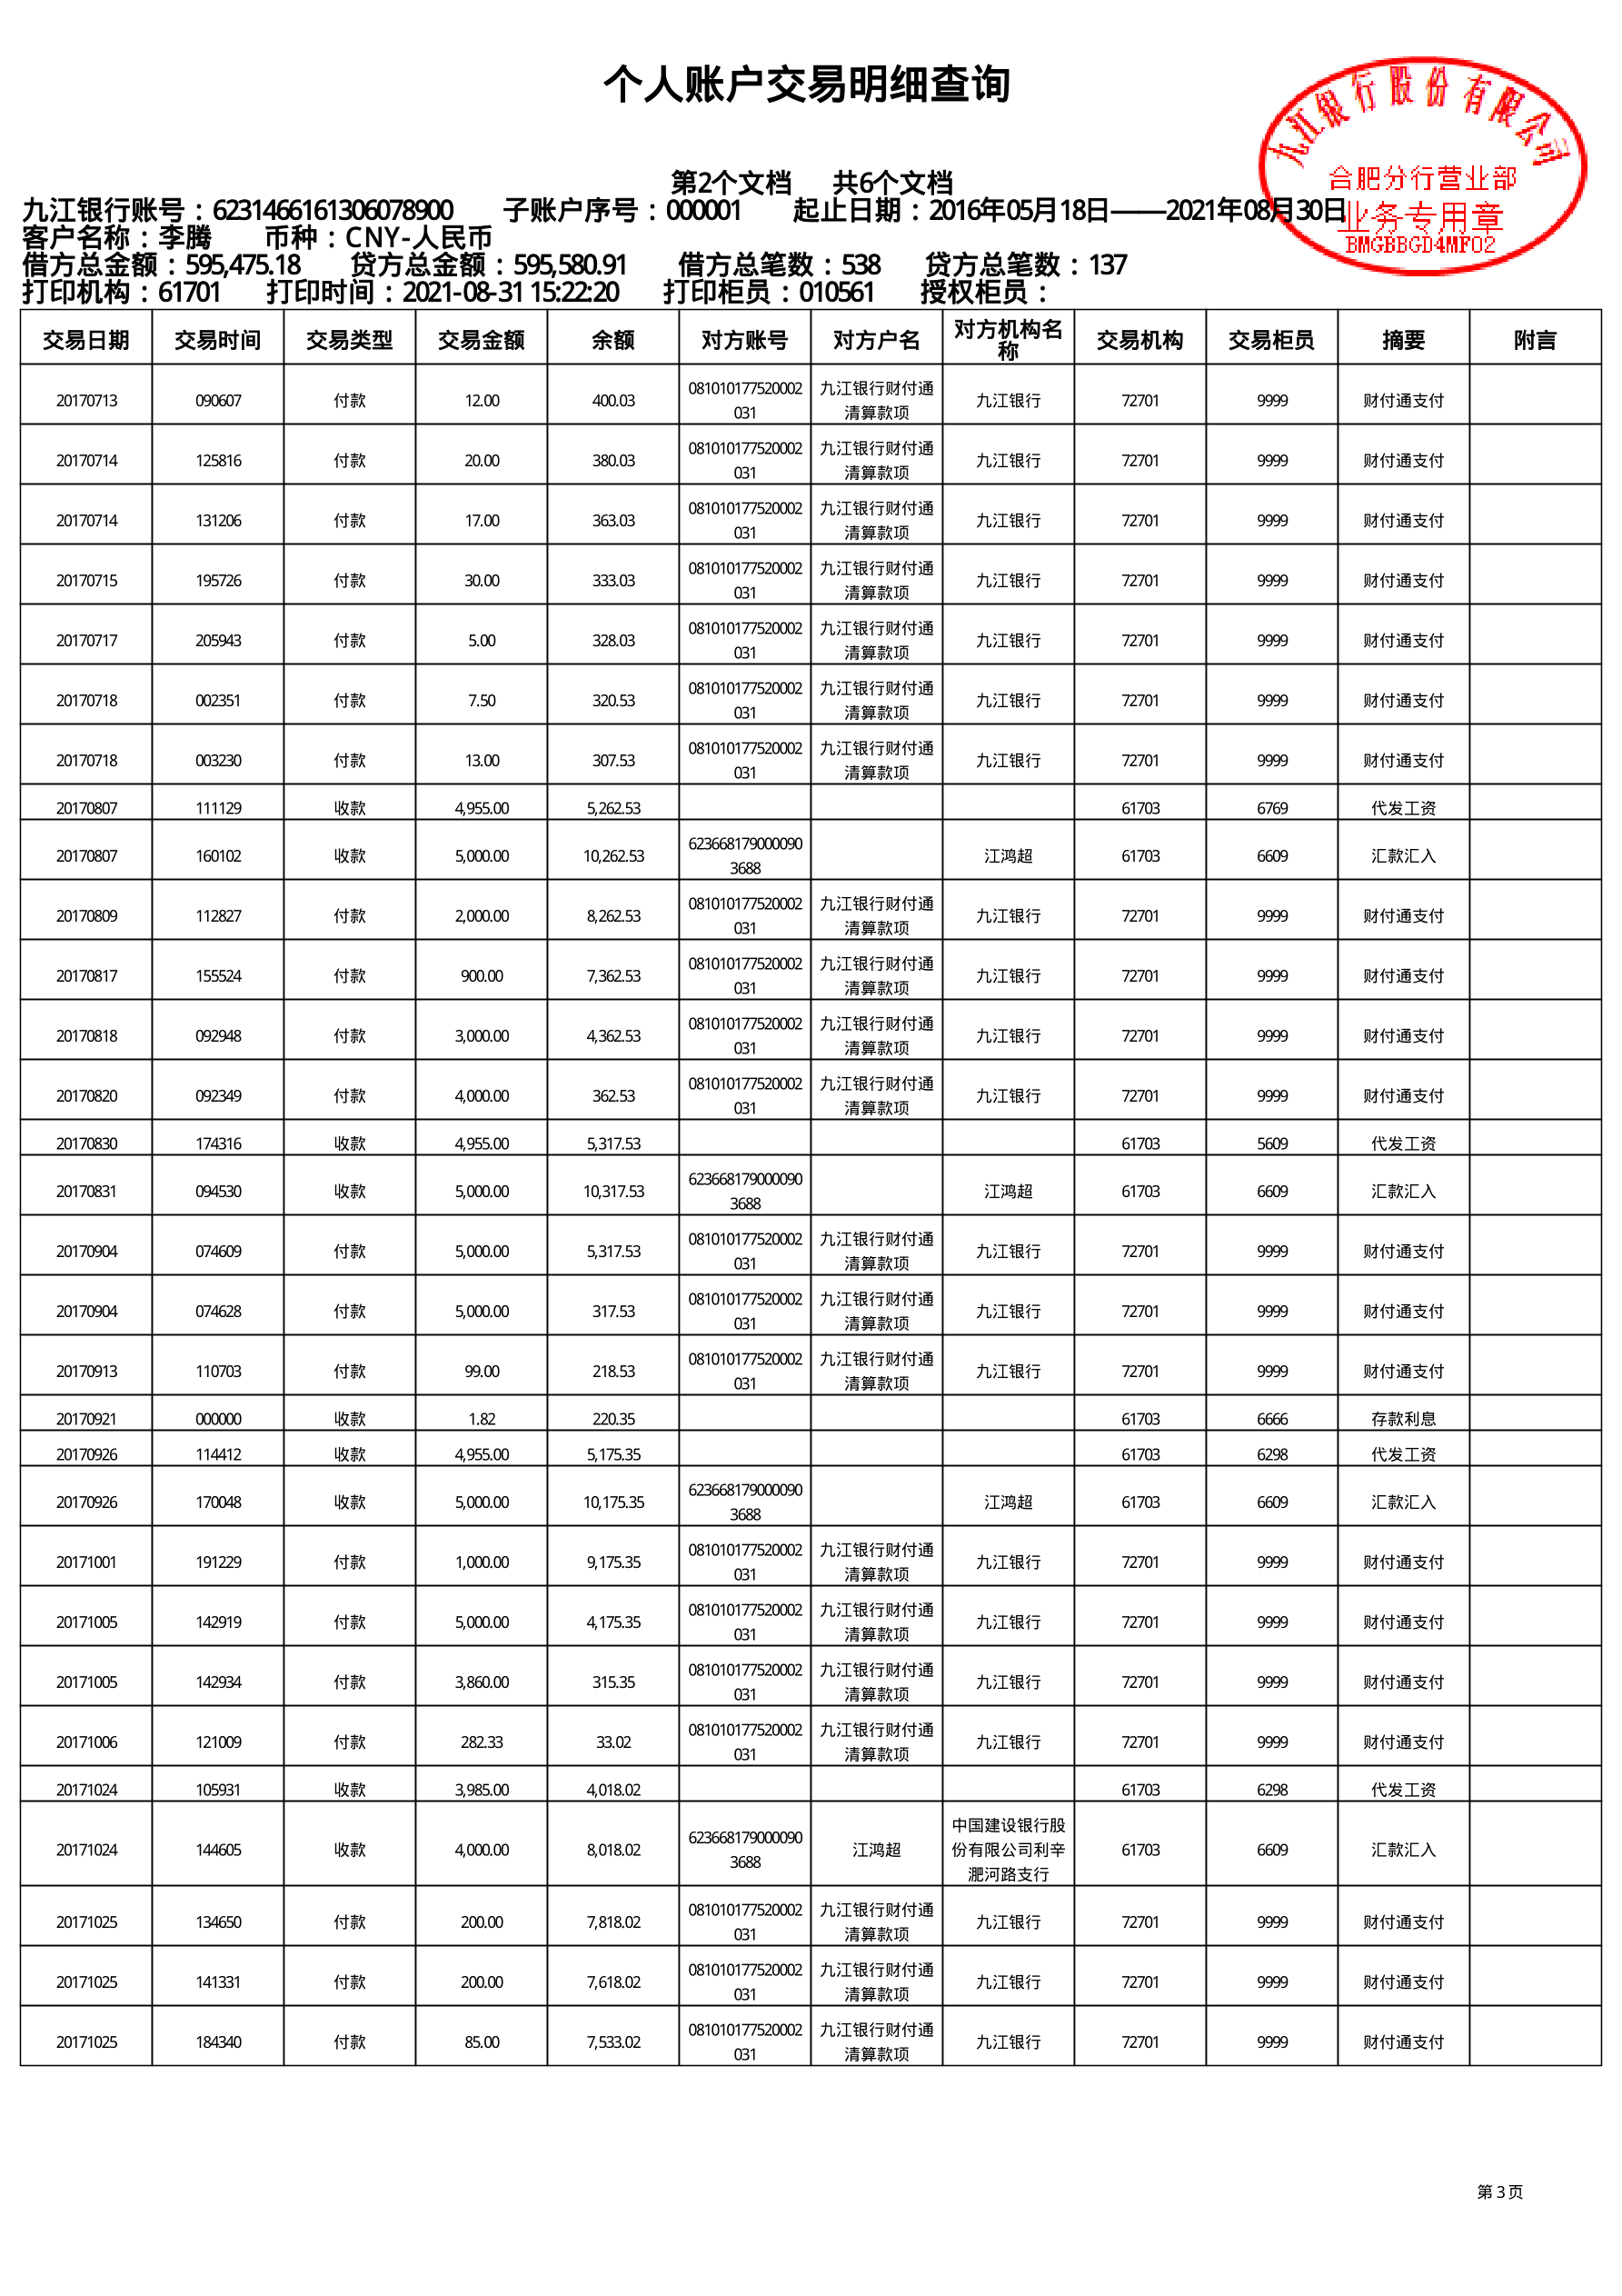 个人账户交易明细查询
九江银行股份有限公司
合肥分行营业部
业务专用章
BMGBBGD4MF02
第2个文档 共6个文档
九江银行账号：6231466161306078900 子账户序号：000001 起止日期：2016年05月18日——2021年08月30日
客户名称：李腾 币种：CNY-人民币
借方总金额：595,475.18 贷方总金额：595,580.91 借方总笔数：538 贷方总笔数：137
打印机构：61701 打印时间：2021-08-31 15:22:20 打印柜员：010561 授权柜员：
交易日期 交易时间 交易类型 交易金额 余额 对方账号 对方户名 对方机构名称 交易机构 交易柜员 摘要 附言
20170713 090607 付款 12.00 400.03 081010177520002031 九江银行财付通清算款项 九江银行 72701 9999 财付通支付
20170714 125816 付款 20.00 380.03 081010177520002031 九江银行财付通清算款项 九江银行 72701 9999 财付通支付
20170714 131206 付款 17.00 363.03 081010177520002031 九江银行财付通清算款项 九江银行 72701 9999 财付通支付
20170715 195726 付款 30.00 333.03 081010177520002031 九江银行财付通清算款项 九江银行 72701 9999 财付通支付
20170717 205943 付款 5.00 328.03 081010177520002031 九江银行财付通清算款项 九江银行 72701 9999 财付通支付
20170718 002351 付款 7.50 320.53 081010177520002031 九江银行财付通清算款项 九江银行 72701 9999 财付通支付
20170718 003230 付款 13.00 307.53 081010177520002031 九江银行财付通清算款项 九江银行 72701 9999 财付通支付
20170807 111129 收款 4,955.00 5,262.53 61703 6769 代发工资
20170807 160102 收款 5,000.00 10,262.53 6236681790000903688 江鸿超 61703 6609 汇款汇入
20170809 112827 付款 2,000.00 8,262.53 081010177520002031 九江银行财付通清算款项 九江银行 72701 9999 财付通支付
20170817 155524 付款 900.00 7,362.53 081010177520002031 九江银行财付通清算款项 九江银行 72701 9999 财付通支付
20170818 092948 付款 3,000.00 4,362.53 081010177520002031 九江银行财付通清算款项 九江银行 72701 9999 财付通支付
20170820 092349 付款 4,000.00 362.53 081010177520002031 九江银行财付通清算款项 九江银行 72701 9999 财付通支付
20170830 174316 收款 4,955.00 5,317.53 61703 5609 代发工资
20170831 094530 收款 5,000.00 10,317.53 6236681790000903688 江鸿超 61703 6609 汇款汇入
20170904 074609 付款 5,000.00 5,317.53 081010177520002031 九江银行财付通清算款项 九江银行 72701 9999 财付通支付
20170904 074628 付款 5,000.00 317.53 081010177520002031 九江银行财付通清算款项 九江银行 72701 9999 财付通支付
20170913 110703 付款 99.00 218.53 081010177520002031 九江银行财付通清算款项 九江银行 72701 9999 财付通支付
20170921 000000 收款 1.82 220.35 61703 6666 存款利息
20170926 114412 收款 4,955.00 5,175.35 61703 6298 代发工资
20170926 170048 收款 5,000.00 10,175.35 6236681790000903688 江鸿超 61703 6609 汇款汇入
20171001 191229 付款 1,000.00 9,175.35 081010177520002031 九江银行财付通清算款项 九江银行 72701 9999 财付通支付
20171005 142919 付款 5,000.00 4,175.35 081010177520002031 九江银行财付通清算款项 九江银行 72701 9999 财付通支付
20171005 142934 付款 3,860.00 315.35 081010177520002031 九江银行财付通清算款项 九江银行 72701 9999 财付通支付
20171006 121009 付款 282.33 33.02 081010177520002031 九江银行财付通清算款项 九江银行 72701 9999 财付通支付
20171024 105931 收款 3,985.00 4,018.02 61703 6298 代发工资
20171024 144605 收款 4,000.00 8,018.02 6236681790000903688 江鸿超 中国建设银行股份有限公司利辛淝河路支行 61703 6609 汇款汇入
20171025 134650 付款 200.00 7,818.02 081010177520002031 九江银行财付通清算款项 九江银行 72701 9999 财付通支付
20171025 141331 付款 200.00 7,618.02 081010177520002031 九江银行财付通清算款项 九江银行 72701 9999 财付通支付
20171025 184340 付款 85.00 7,533.02 081010177520002031 九江银行财付通清算款项 九江银行 72701 9999 财付通支付
第 3 页